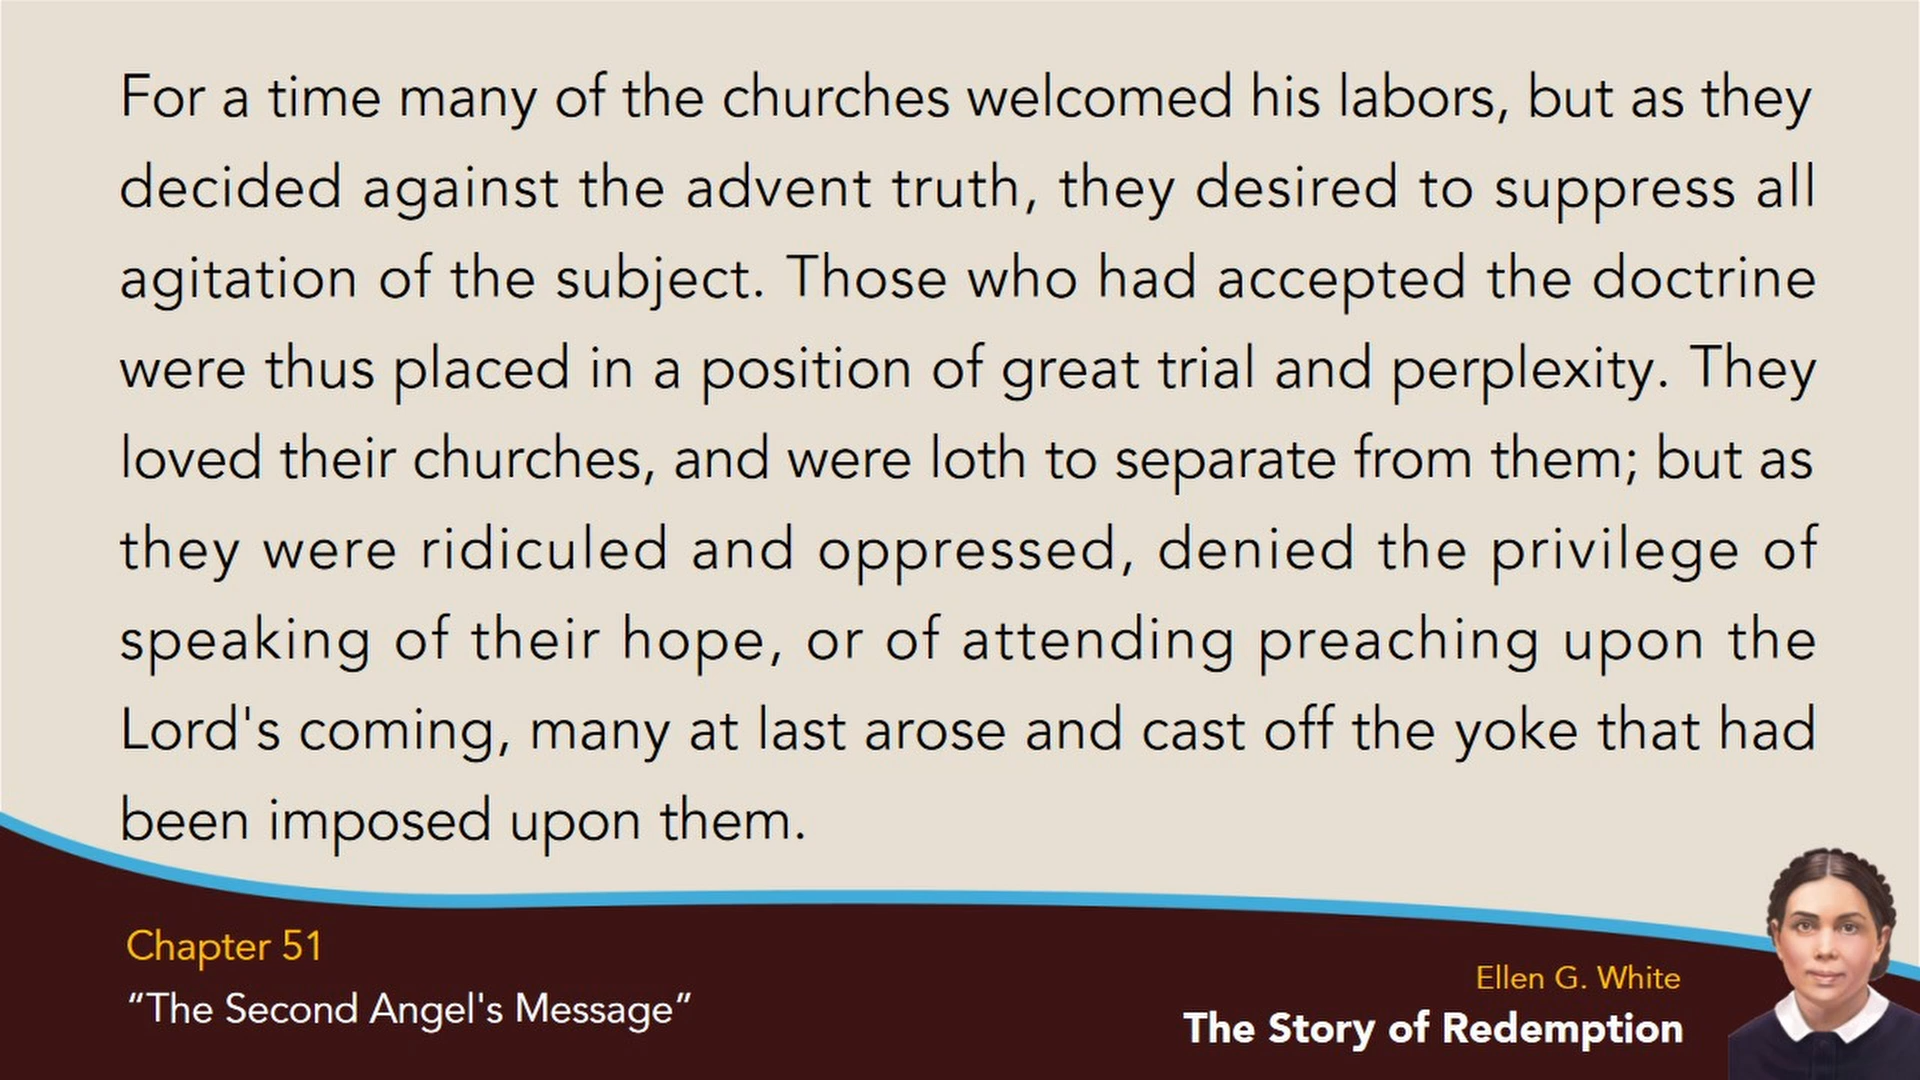 For a time many of the churches welcomed his labors, but as they
decided against the advent truth, they desired to suppress all
agitation of the subject. Those who had accepted the doctrine
were thus placed in a position of great trial and perplexity. They
loved their churches, and were loth to separate from them; but as
they were ridiculed and oppressed, denied the privilege of
speaking of their hope, or of attending preaching upon the
Lord's coming, many at last arose and cast off the yoke that had
been imposed upon them.
Chapter 51
“The Second Angel's Message”
Ellen G. White
The Story of Redemption